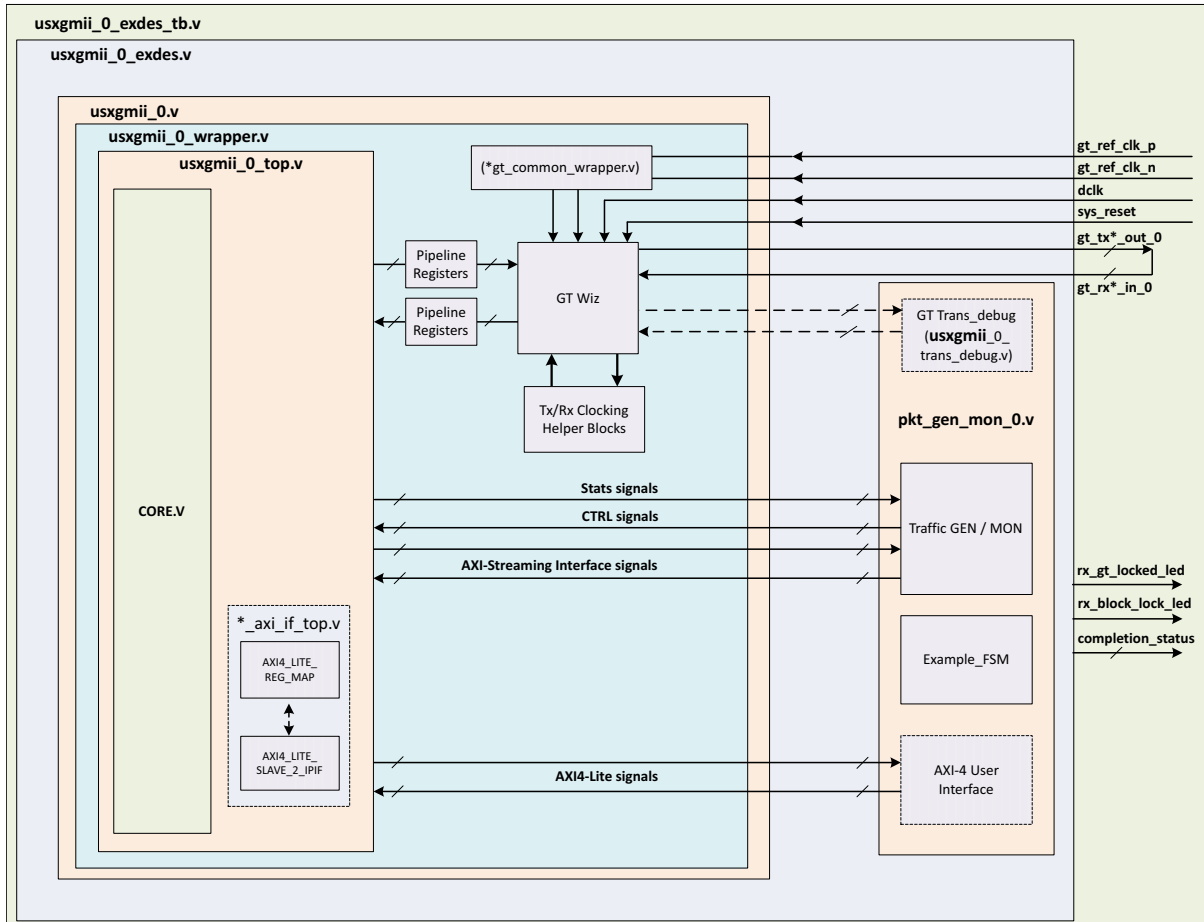 usxgmii_0_exdes_tb.v
usxgmii_0_exdes.v
usxgmii_0.v
usxgmii_0_wrapper.v
usxgmii_0_top.v
CORE.V
*_axi_if_top.v
AXI4_LITE_
REG_MAP
AXI4_LITE_
SLAVE_2_IPIF
Pipeline
Registers
Pipeline
Registers
(*gt_common_wrapper.v)
GT Wiz
Tx/Rx Clocking
Helper Blocks
Stats signals
CTRL signals
AXI-Streaming Interface signals
AXI4-Lite signals
GT Trans_debug
(usxgmii_0_
trans_debug.v)
pkt_gen_mon_0.v
Traffic GEN / MON
Example_FSM
AXI-4 User
Interface
gt_ref_clk_p
gt_ref_clk_n
dclk
sys_reset
gt_tx*_out_0
gt_rx*_in_0
rx_gt_locked_led
rx_block_lock_led
completion_status